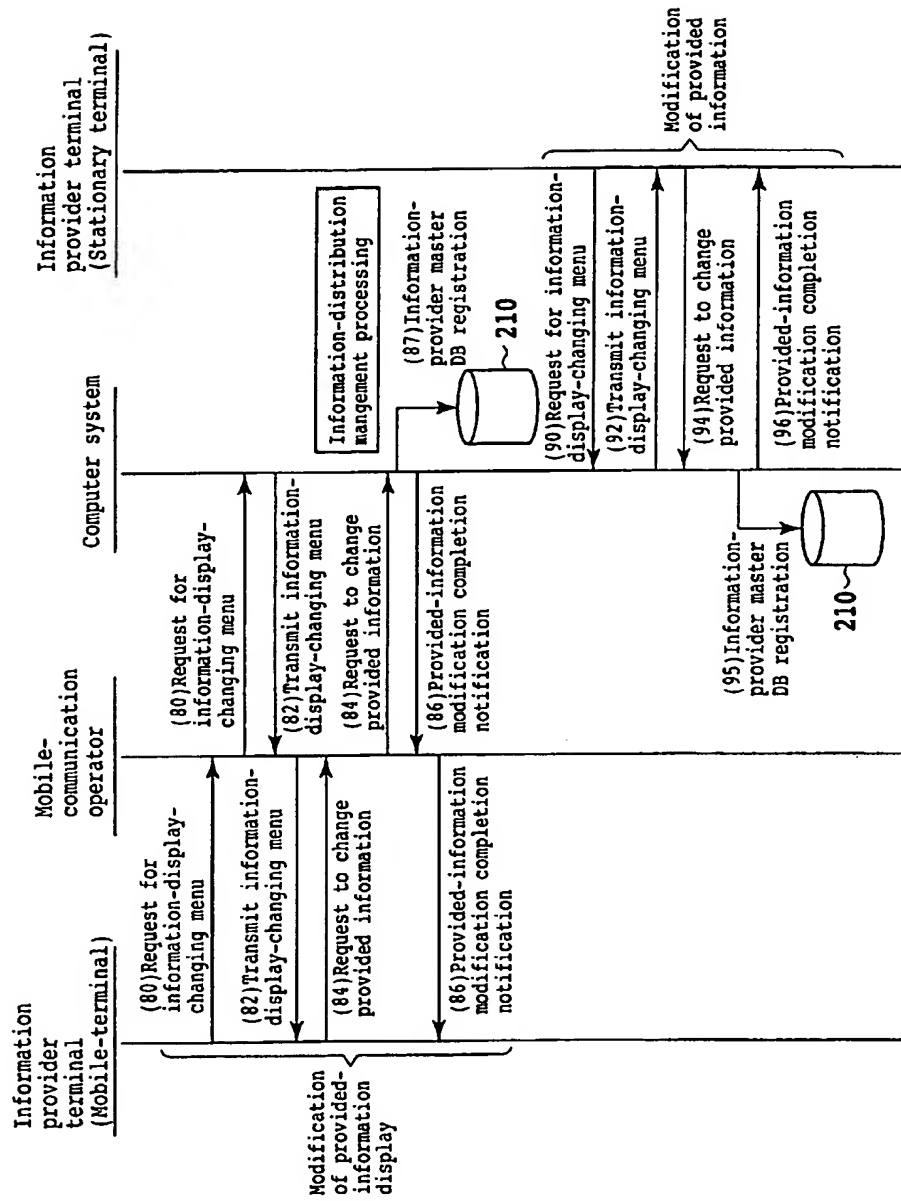 Information
provider
terminal
(Mobile-terminal)
Mobile-
communication
operator
Computer system
Information
provider terminal
(Stationary terminal)
(80)Request for
information-display-
changing menu
(80)Request for
information-display-
changing menu
(82)Transmit information-
display-changing menu
(82)Transmit information-
display-changing menu
(84)Request to change
provided information
(84)Request to change
provided information
(86)Provided-information
modification completion
notification
(86)Provided-information
modification completion
notification
Modification
of provided-
information
display
Information-distribution
mangement processing
(87)Information-
provider master
DB registration
210
(90)Request for information-
display-changing menu
(92)Transmit information-
display-changing menu
(94)Request to change
provided information
(96)Provided-information
modification completion
notification
Modification
of provided
information
(95)Information-
provider master
DB registration
210